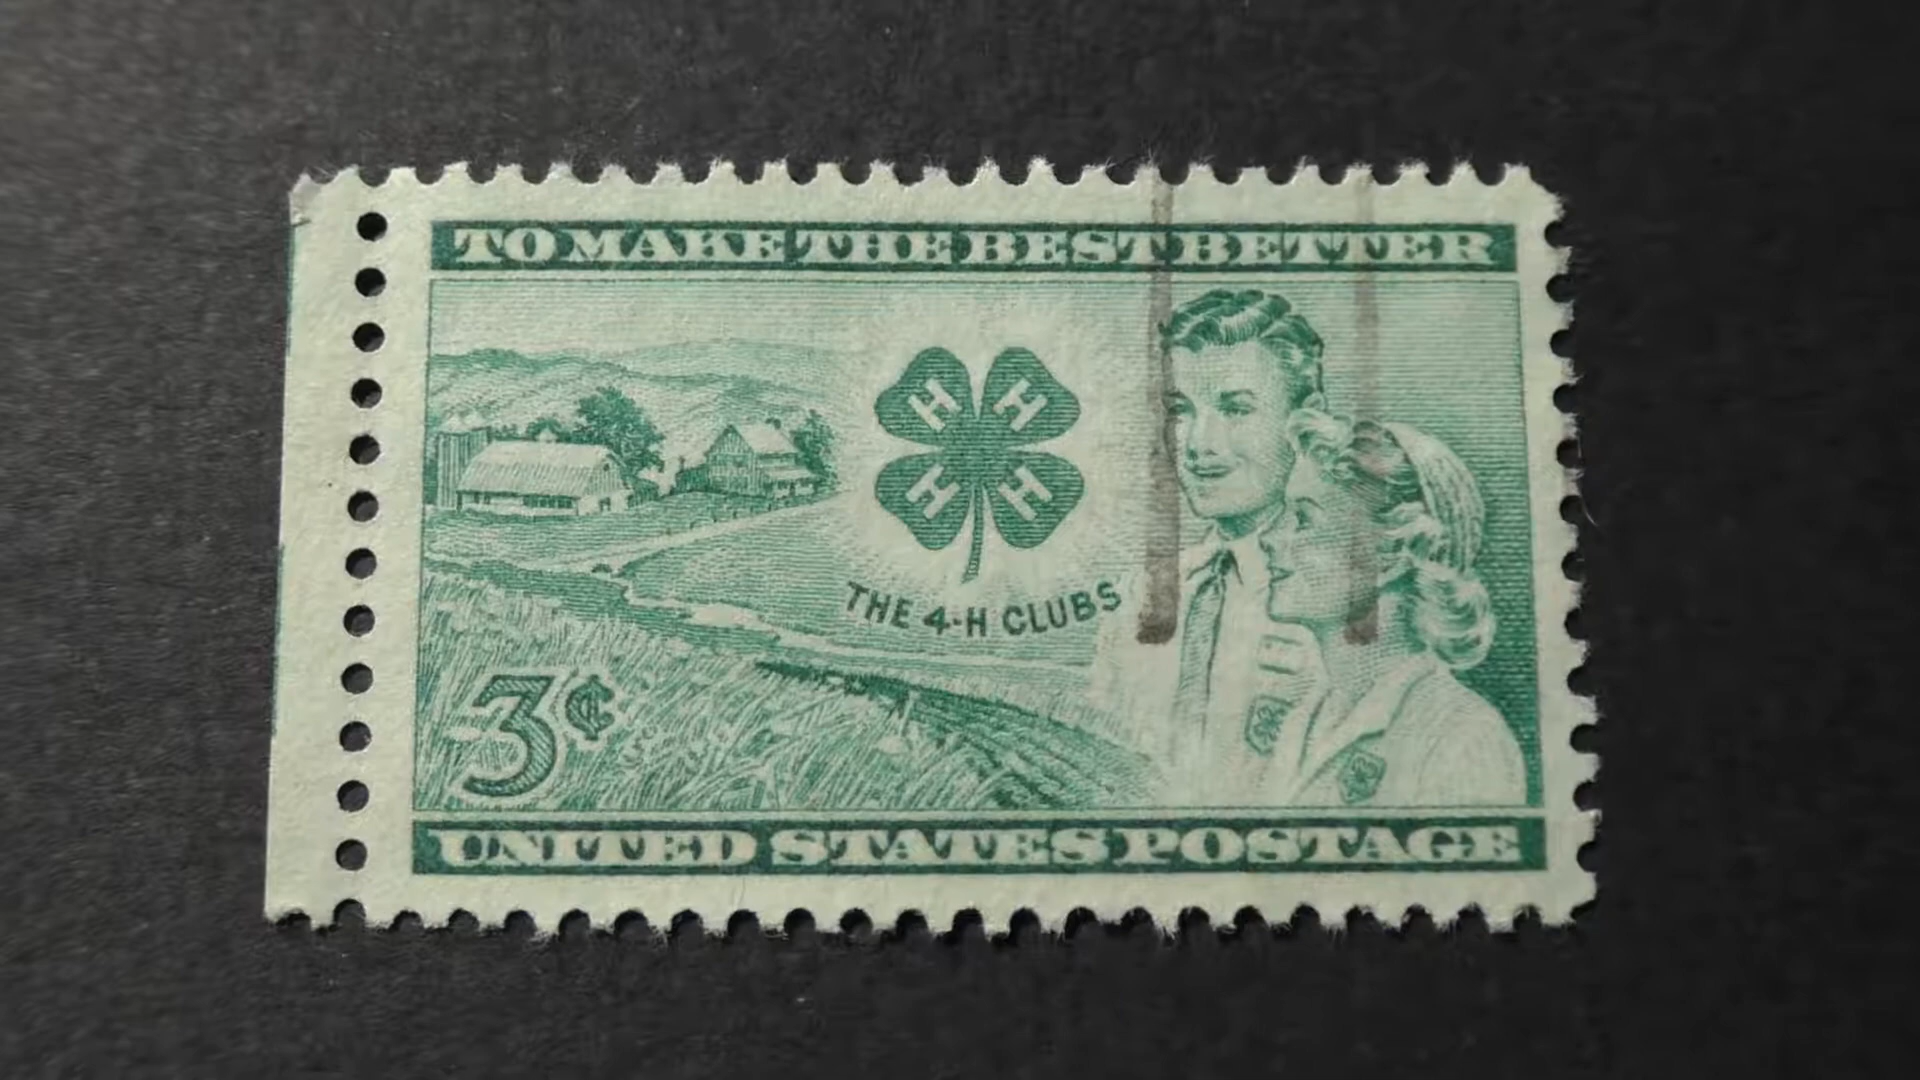 TO MAKE THE BEST BETTER
H H
H H
THE 4-H CLUBS
3¢
UNITED STATES POSTAGE